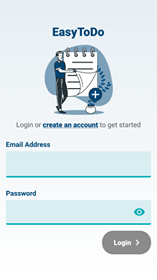 EasyToDo
Login or create an account to get started
Email Address
Password
Login